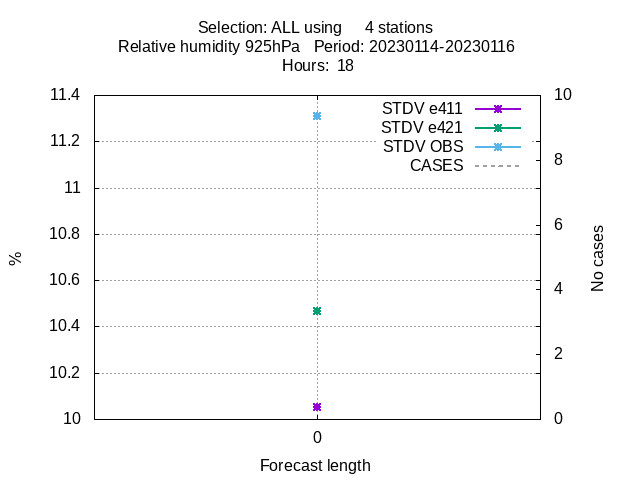 Selection: ALL using      4 stations
Relative humidity 925hPa   Period: 20230114-20230116
Hours:  18
11.4
11.2
11
10.8
10.6
10.4
10.2
10
%
STDV e411
STDV e421
STDV OBS
CASES
10
8
6
4
2
0
No cases
0
Forecast length